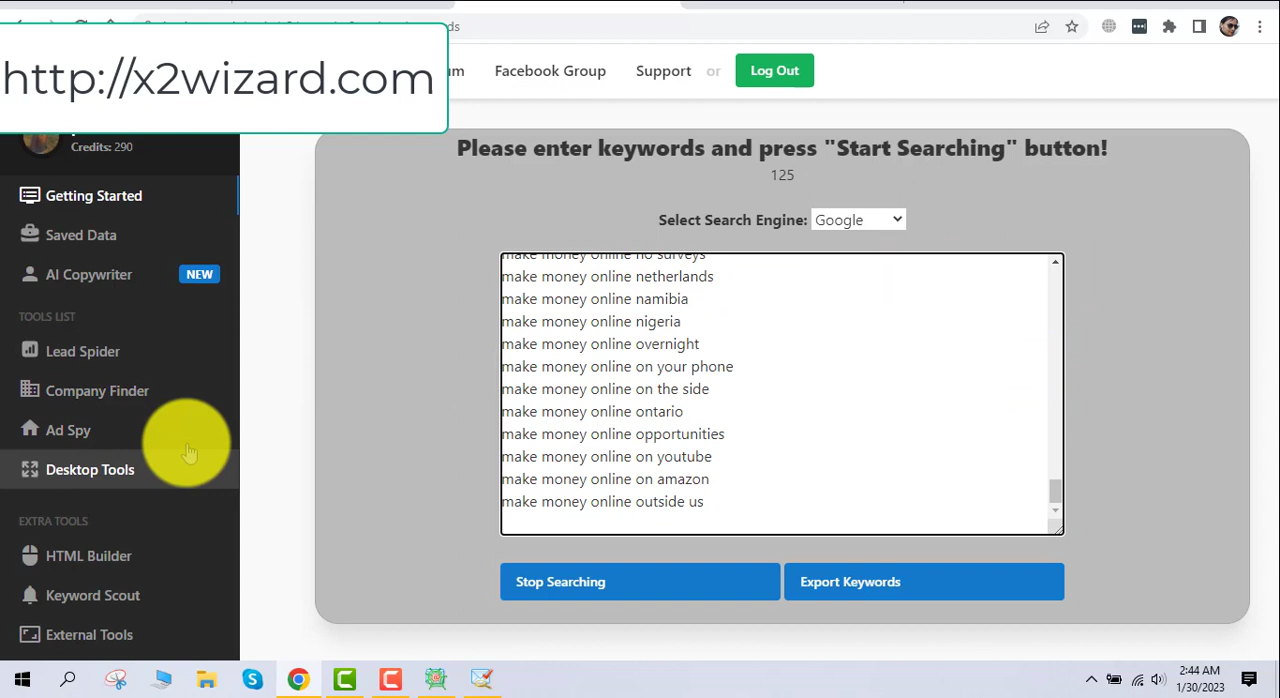 http://x2wizard.com
Facebook Group
Support
or
Log Out
Credits: 290
Getting Started
Saved Data
AI Copywriter
NEW
TOOLS LIST
Lead Spider
Company Finder
Ad Spy
Desktop Tools
EXTRA TOOLS
HTML Builder
Keyword Scout
External Tools
Please enter keywords and press "Start Searching" button!
125
Select Search Engine: Google
make money online no surveys
make money online netherlands
make money online namibia
make money online nigeria
make money online overnight
make money online on your phone
make money online on the side
make money online ontario
make money online opportunities
make money online on youtube
make money online on amazon
make money online outside us
Stop Searching
Export Keywords
2:44 AM
1/30/2023